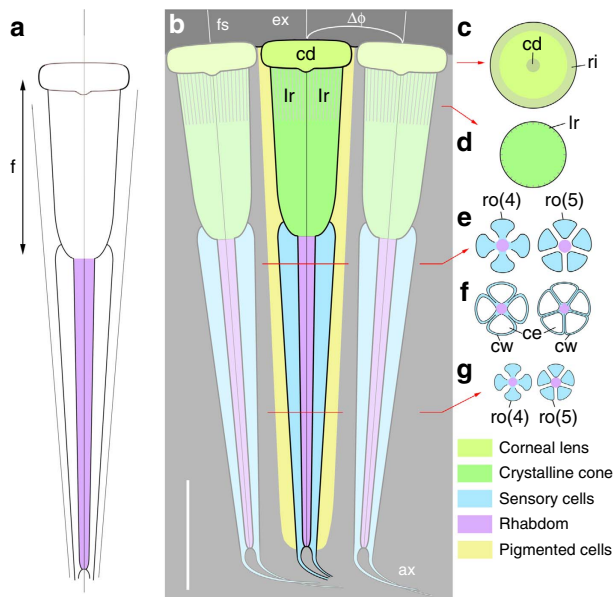 a
f
b
fs
ex
Δϕ
cd
lr
lr
ax
c
cd
ri
lr
d
ro(4) ro(5)
e
f
ce
cw cw
g
ro(4) ro(5)
Corneal lens
Crystalline cone
Sensory cells
Rhabdom
Pigmented cells